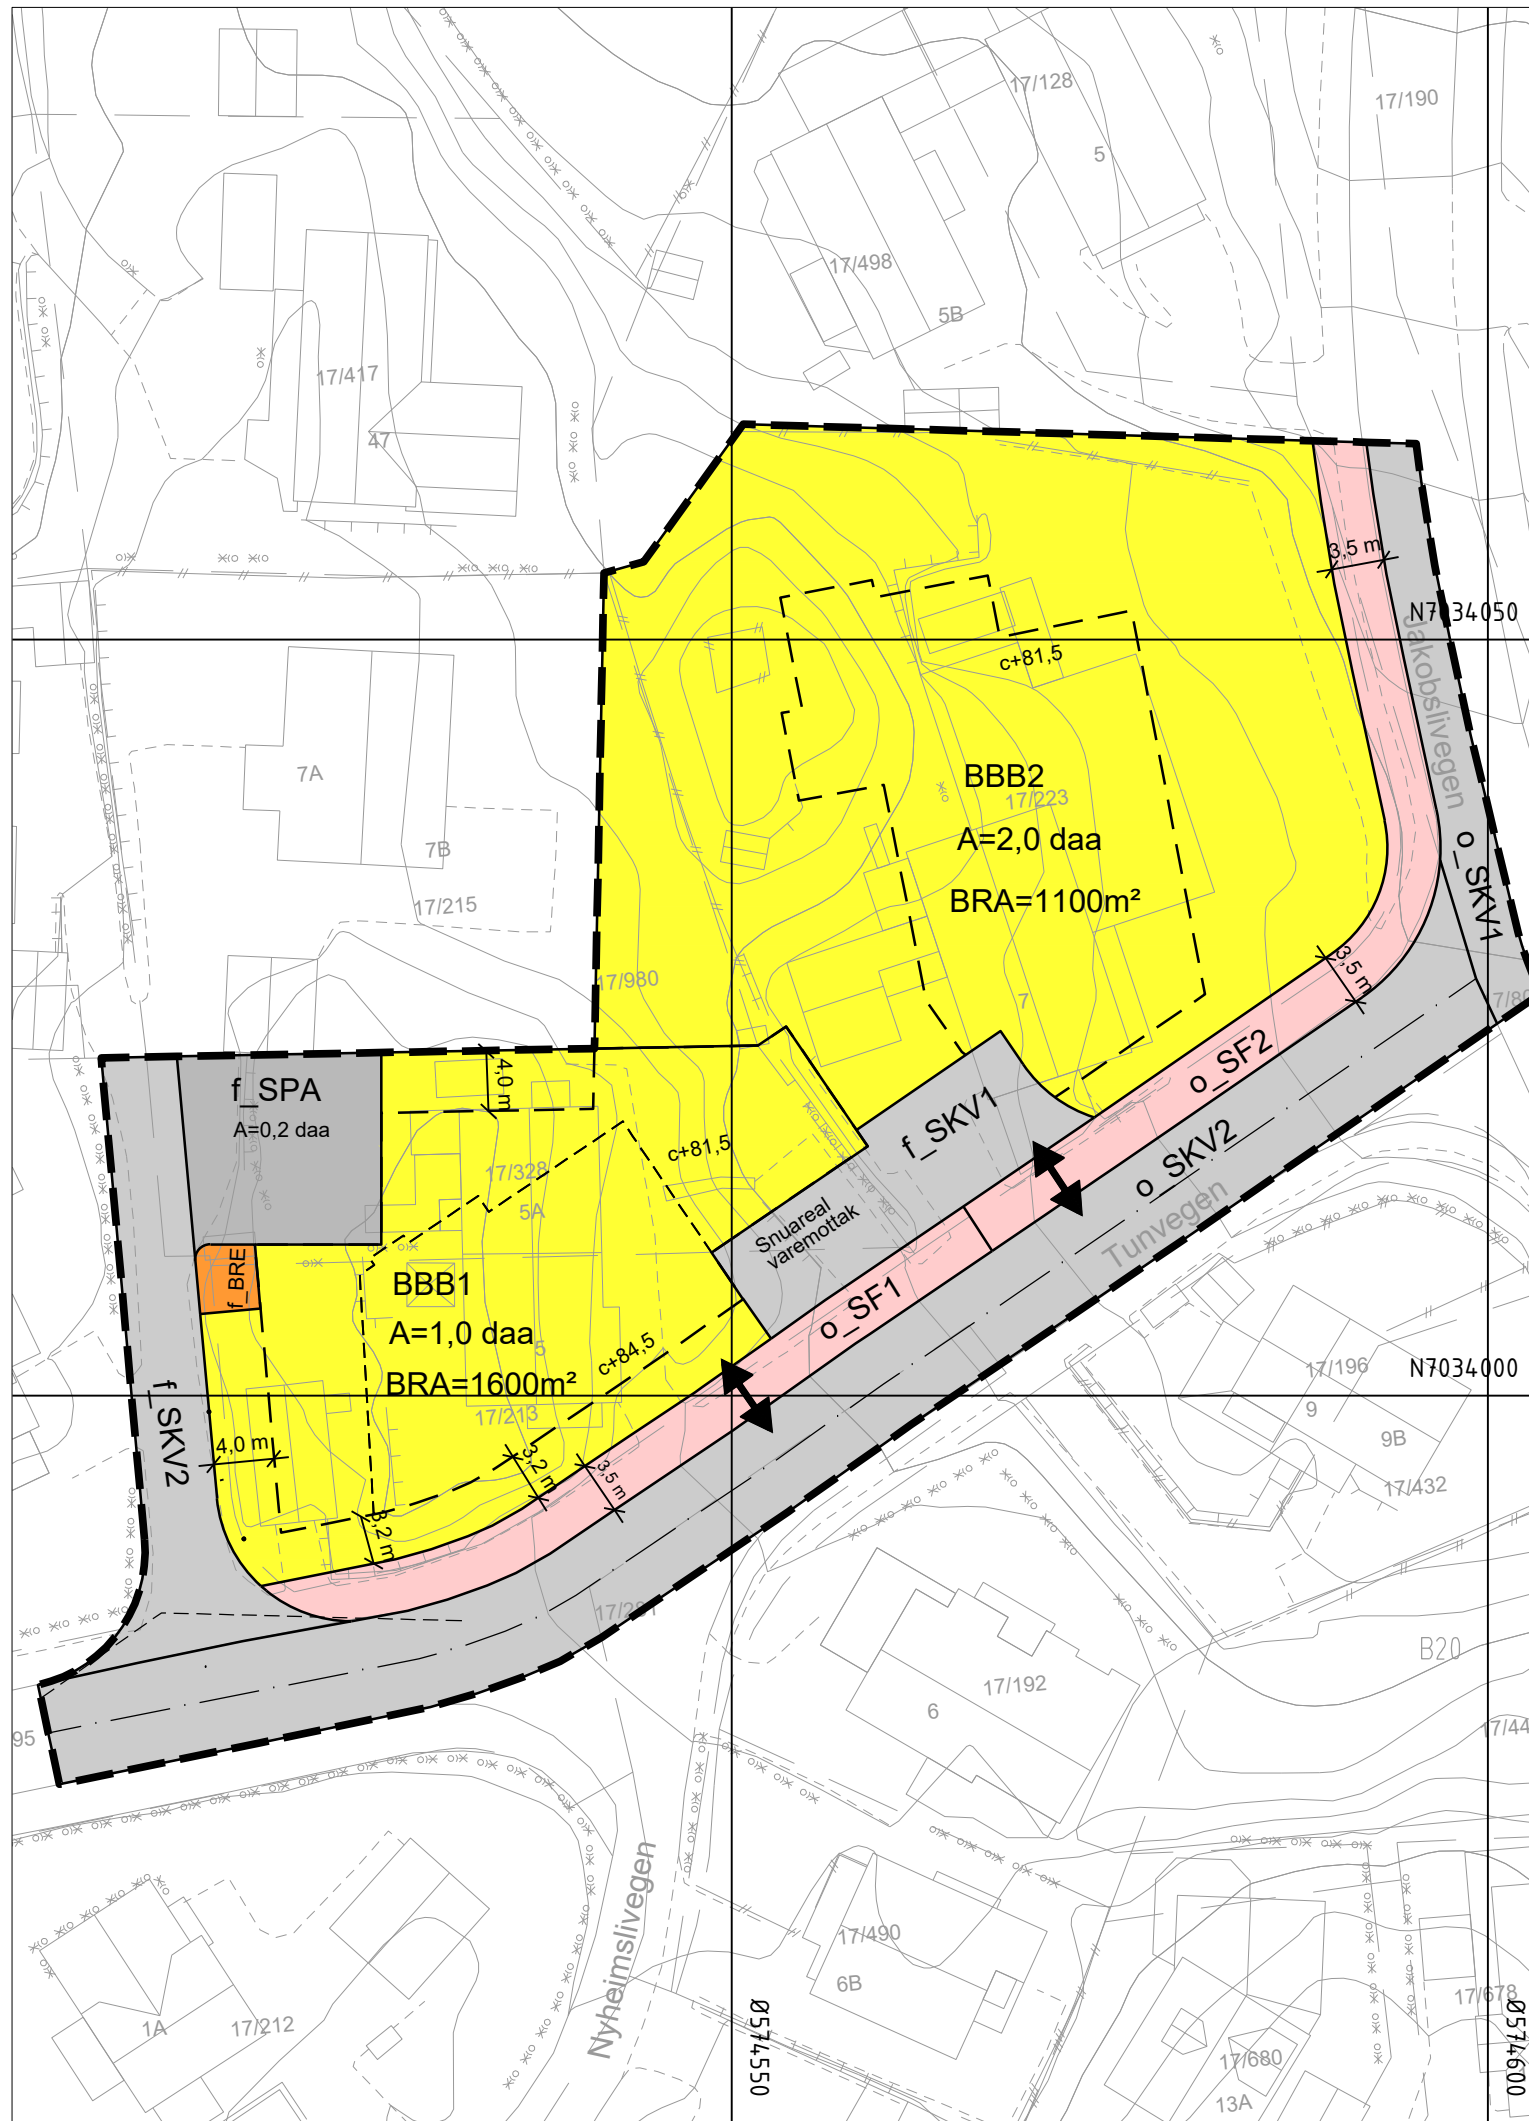 17/128
17/190
5
17/498
5B
17/417
47
3,5 m
N7034050
c+81,5
Jakobslivegen
7A
BBB2
17/223
A=2,0 daa
7B
BRA=1100m²
17/215
o_SKV1
17/980
3,5 m
7
f_SPA
A=0,2 daa
4,0 m
o_SF2
f_SKV1
c+81,5
17/328
5A
o_SKV2
Snuareal
varemottak
Tunvegen
f_BRE
BBB1
A=1,0 daa
5
o_SF1
c+84,5
BRA=1600m²
17/213
17/196
N7034000
9
9B
f_SKV2
4,0 m
3,2 m
3,5 m
17/432
3,2 m
B20
17/192
6
95
17/44
Nyheimslivegen
17/490
6B
1A
17/212
Ø574550
17/678
Ø574600
17/680
13A